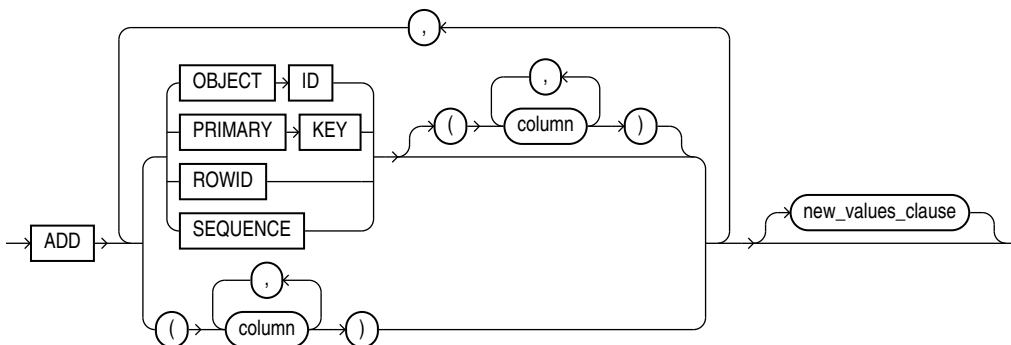 ,
OBJECT ID
,
PRIMARY KEY
( column )
ROWID
SEQUENCE
new_values_clause
ADD
,
( column )